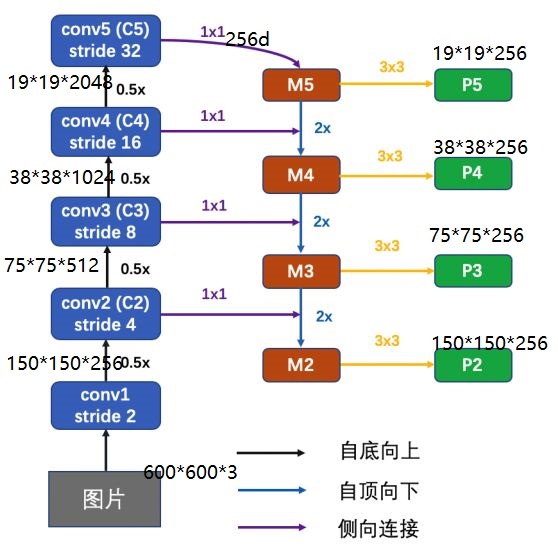 conv5 (C5)
stride 32
1x1
256d
19*19*256
M5
3x3
P5
19*19*2048
0.5x
2x
conv4 (C4)
stride 16
1x1
38*38*256
M4
3x3
P4
38*38*1024
0.5x
2x
conv3 (C3)
stride 8
1x1
75*75*256
M3
3x3
P3
75*75*512
0.5x
2x
conv2 (C2)
stride 4
1x1
150*150*256
M2
3x3
P2
150*150*256
0.5x
conv1
stride 2
600*600*3
图片
自底向上
自顶向下
侧向连接